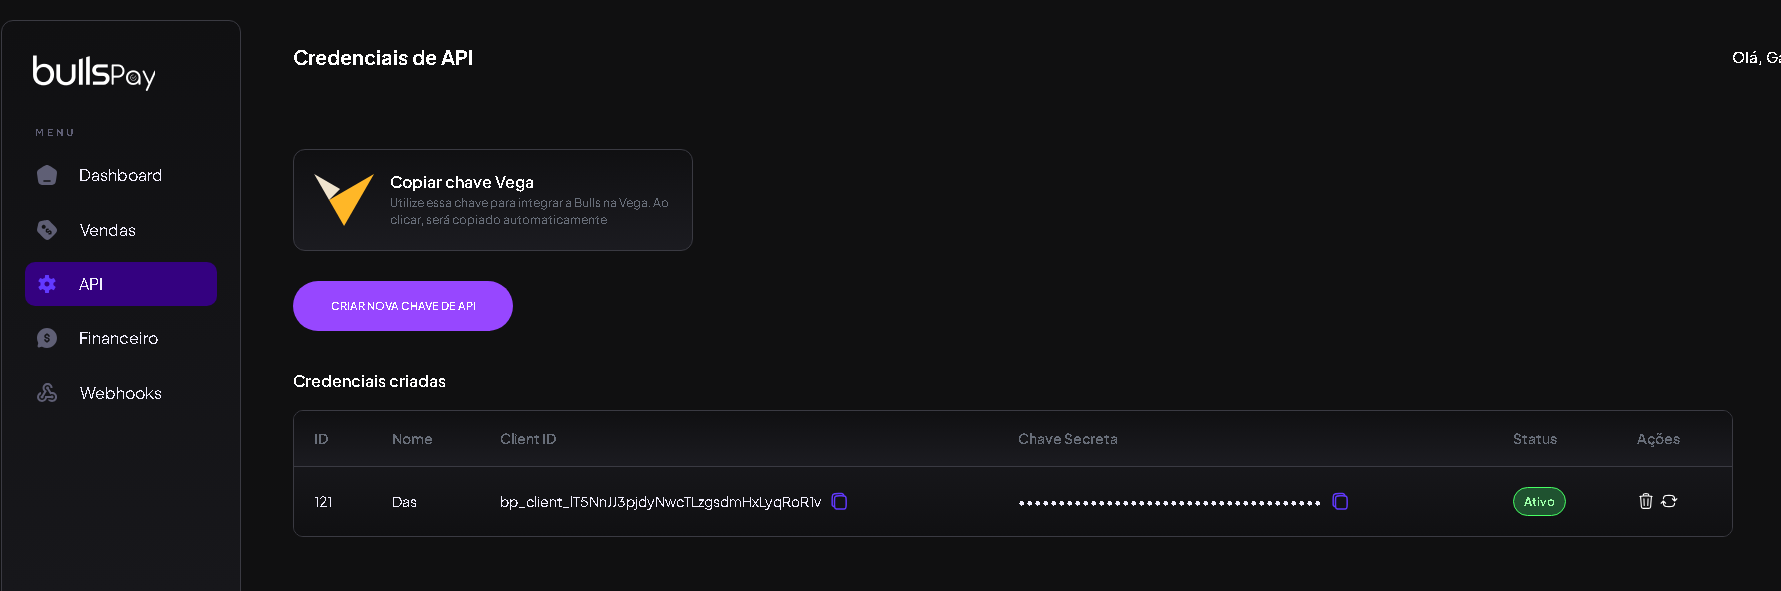 bullsPay
Credenciais de API
Olá, Ga
MENU
Dashboard
Vendas
API
Financeiro
Webhooks
Copiar chave Vega
Utilize essa chave para integrar a Bulls na Vega. Ao
clicar, será copiado automaticamente
CRIAR NOVA CHAVE DE API
Credenciais criadas
ID Nome Client ID Chave Secreta Status Ações
121 Das bp_client_lT5NnJJ3pjdyNwcTLzgsdmHxLyqRoR1v •••••••••••••••••••••••••••••••• Ativo